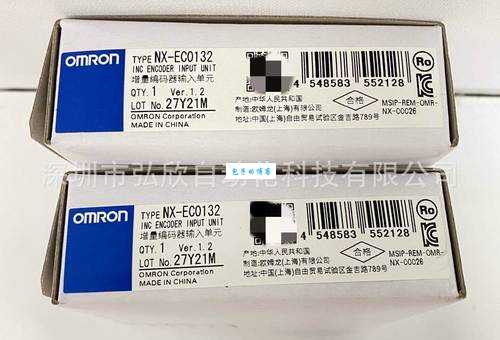 OMRON
TYPE NX-EC0132
INC ENCODER INPUT UNIT
增量编码器输入单元
QTY. 1 Ver.1.2
LOT No. 27Y21M
OMRON Corporation
MADE IN CHINA
4 548583 552128
产地:中华人民共和国
制造:欧姆龙(上海)有限公司
地址:中国(上海)自由贸易试验区金吉路789号
合格
Ro
MSIP-REM-OMR-
NX-00026
包子的博客
深圳市弘欣自动化科技有限公司
OMRON
TYPE NX-EC0132
INC ENCODER INPUT UNIT
增量编码器输入单元
QTY. 1 Ver.1.2
LOT No. 27Y21M
OMRON Corporation
MADE IN CHINA
4 548583 552128
产地:中华人民共和国
制造:欧姆龙(上海)有限公司
地址:中国(上海)自由贸易试验区金吉路789号
合格
Ro
MSIP-REM-OMR-
NX-00026